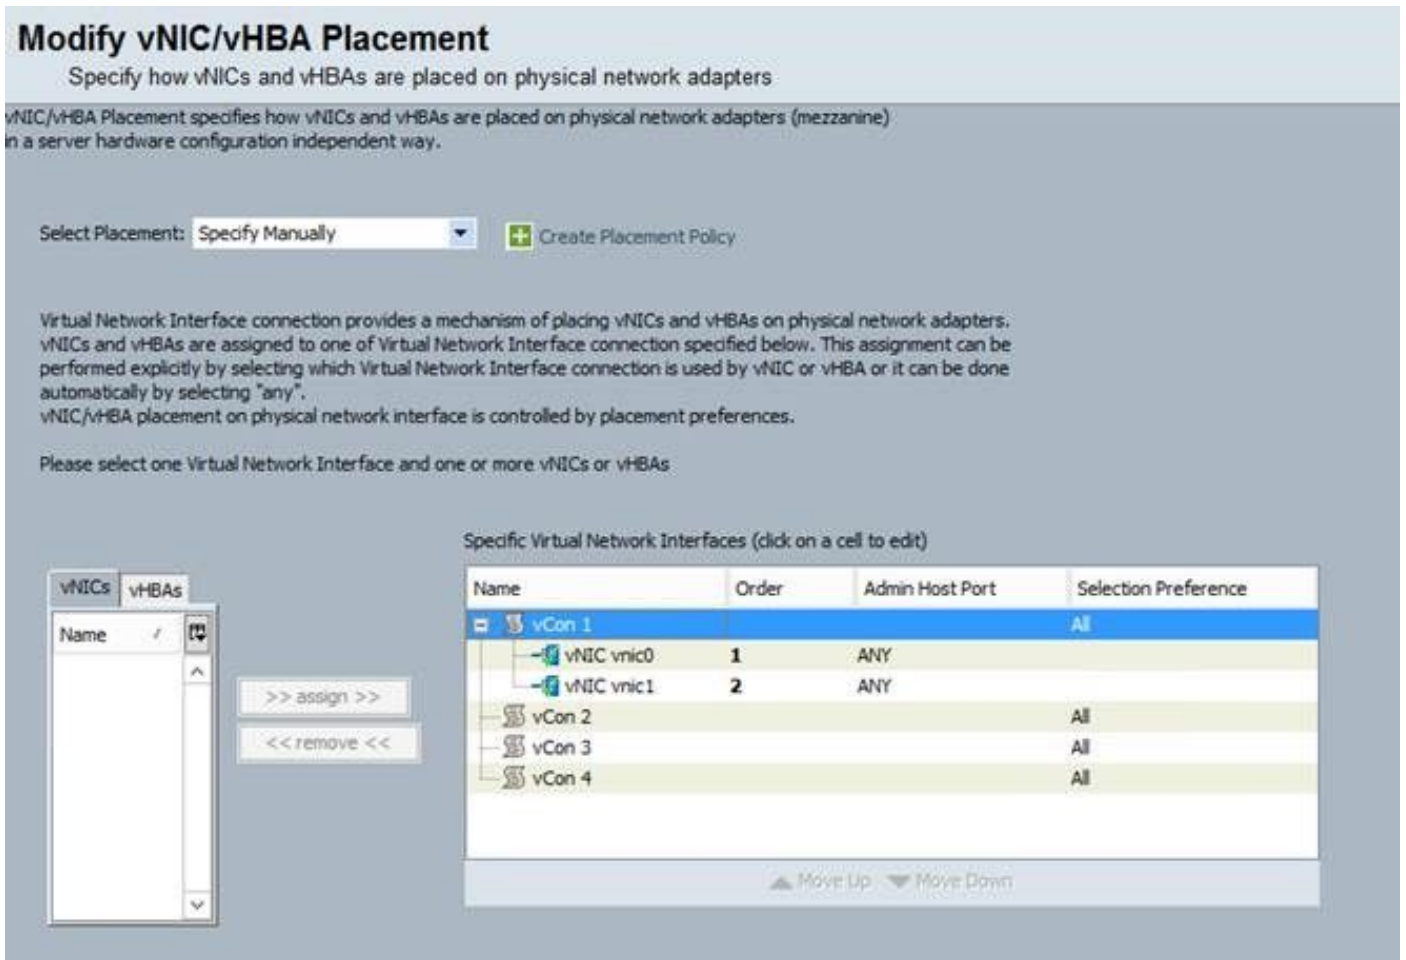 Modify vNIC/vHBA Placement
Specify how vNICs and vHBAs are placed on physical network adapters
vNIC/vHBA Placement specifies how vNICs and vHBAs are placed on physical network adapters (mezzanine)
in a server hardware configuration independent way.
Select Placement: Specify Manually Create Placement Policy
Virtual Network Interface connection provides a mechanism of placing vNICs and vHBAs on physical network adapters.
vNICs and vHBAs are assigned to one of Virtual Network Interface connection specified below. This assignment can be
performed explicitly by selecting which Virtual Network Interface connection is used by vNIC or vHBA or it can be done
automatically by selecting "any".
vNIC/vHBA placement on physical network interface is controlled by placement preferences.
Please select one Virtual Network Interface and one or more vNICs or vHBAs
Specific Virtual Network Interfaces (click on a cell to edit)
vNICs vHBAs
Name
>> assign >>
<< remove <<
Name Order Admin Host Port Selection Preference
vCon 1 All
vNIC vnic0 1 ANY
vNIC vnic1 2 ANY
vCon 2 All
vCon 3 All
vCon 4 All
Move Up Move Down